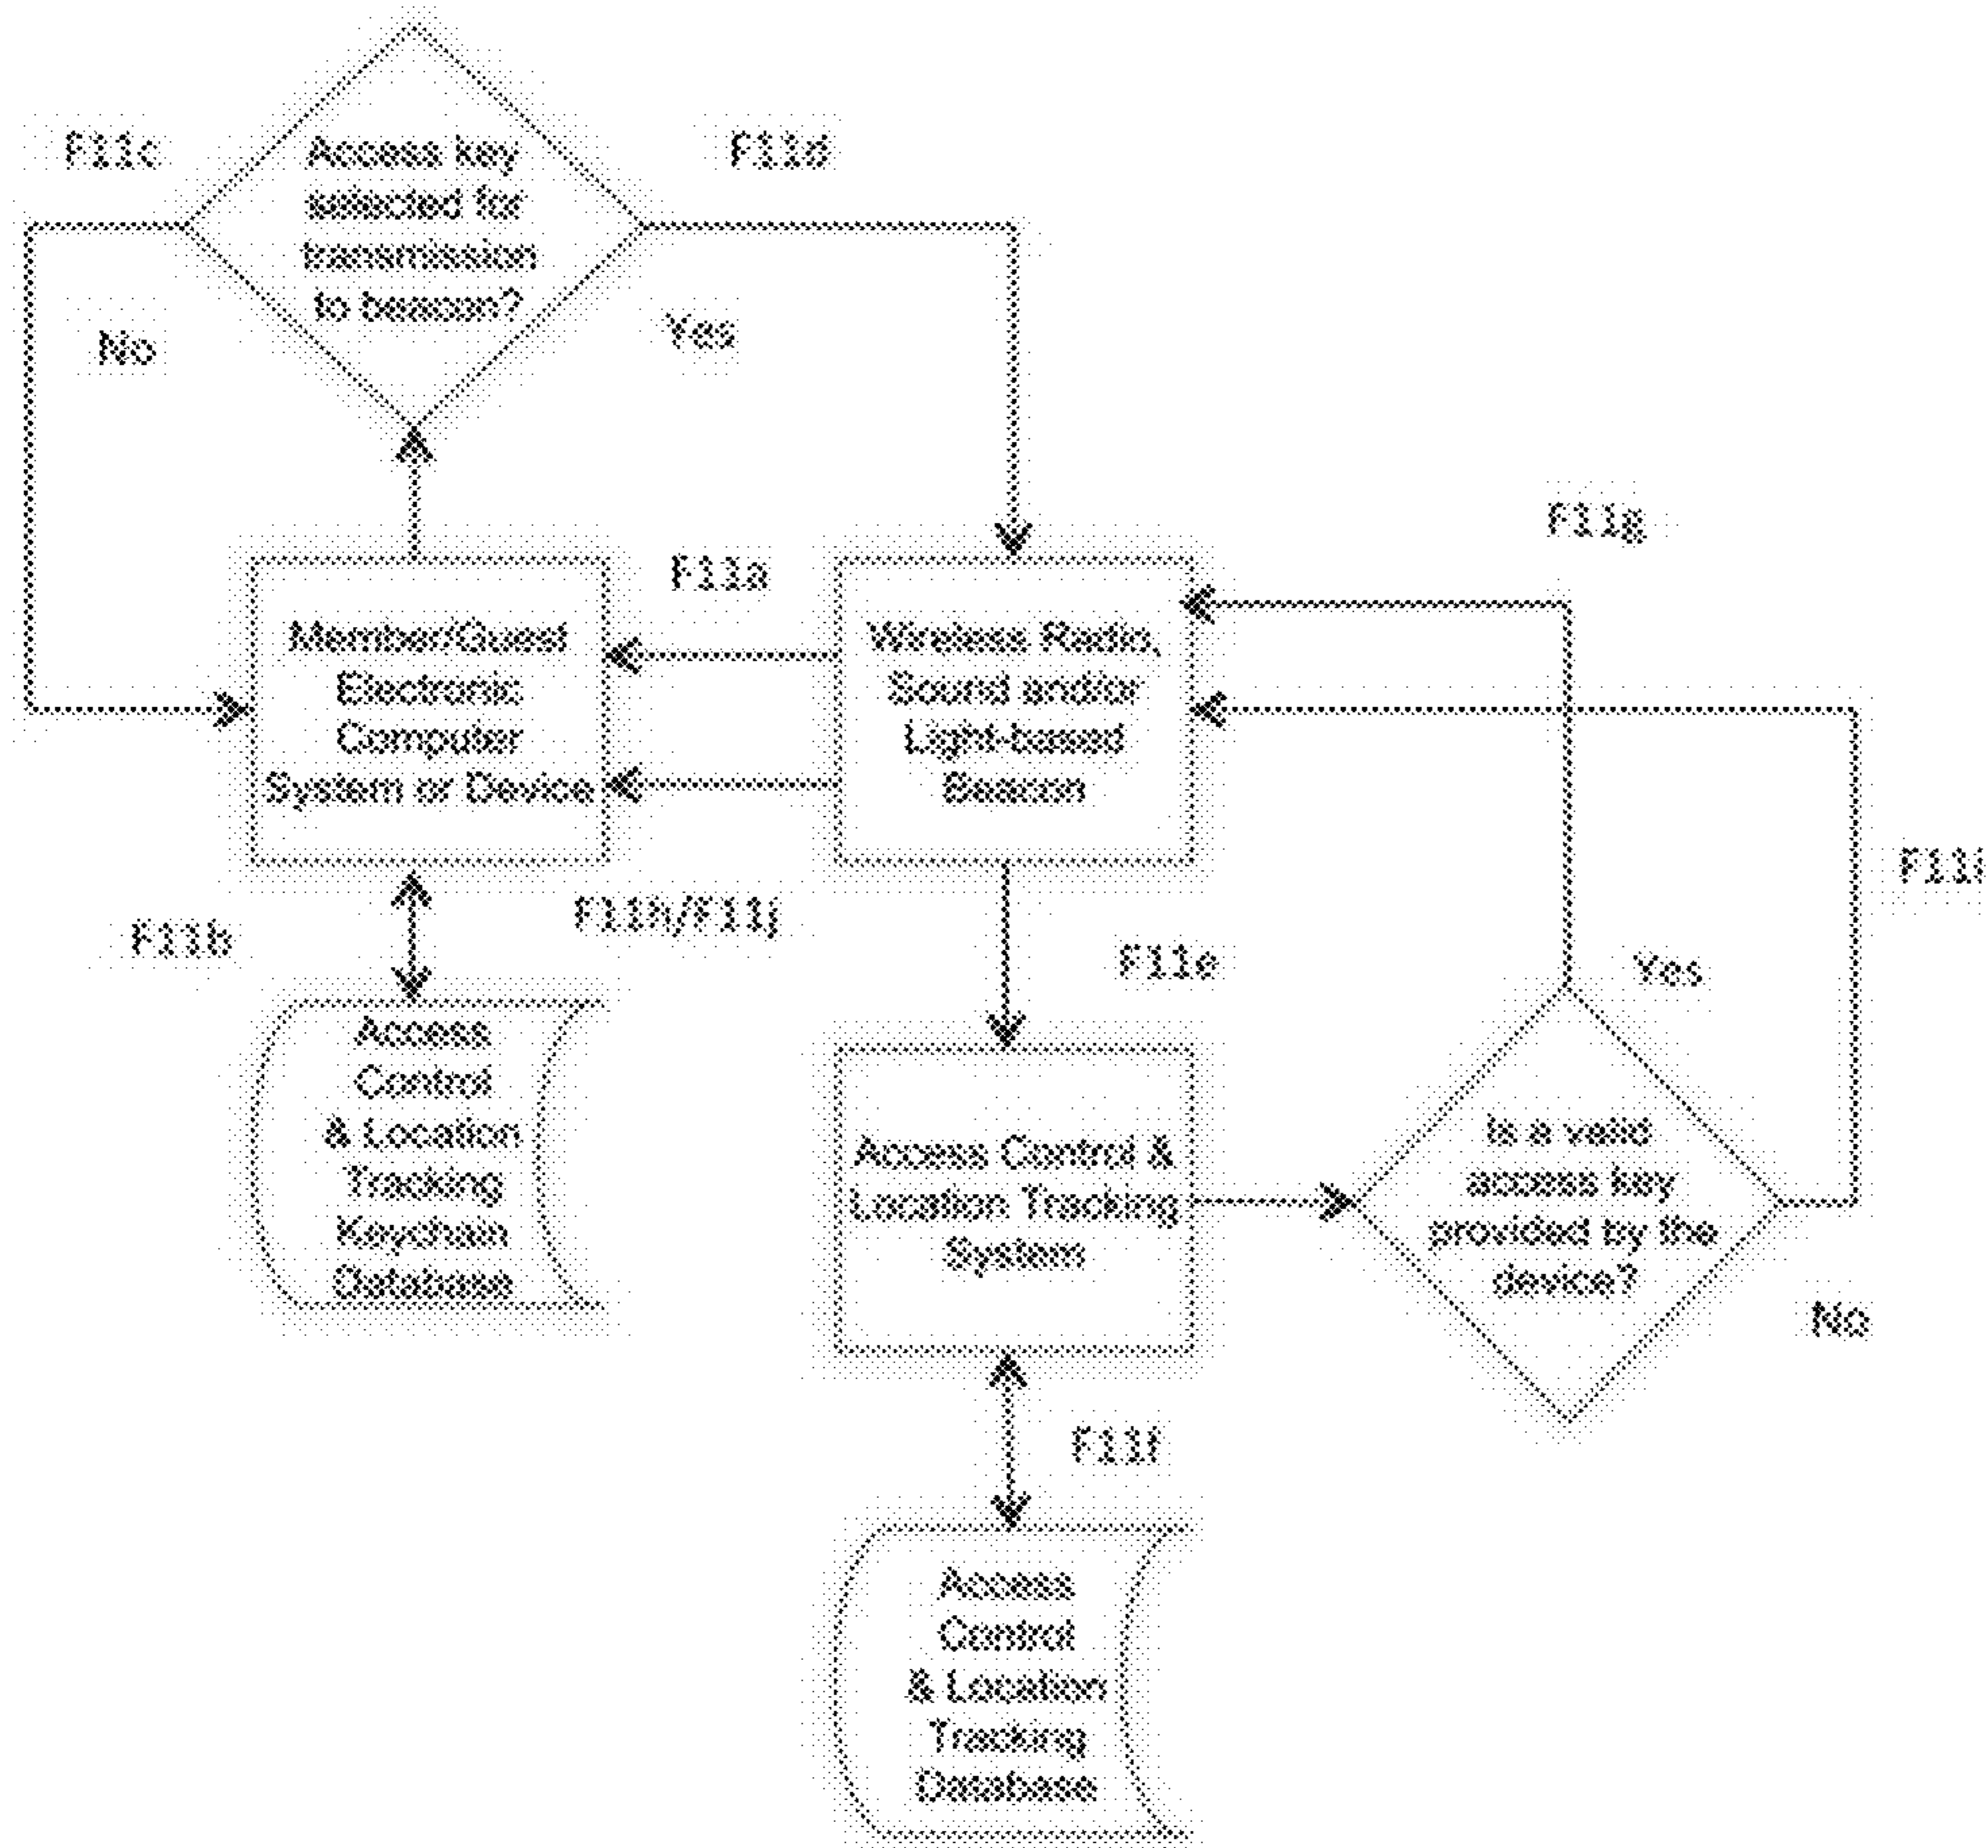 F11c
Access key
selected for
transmission
to beacon?
F11d
No
Yes
F11g
F11a
Member/Guest
Electronic
Computer
System or Device
Wireless Radio,
Sound and/or
Light-based
Beacon
F11i
F11b
F11h/F11j
F11e
Yes
Access
Control
& Location
Tracking
Keychain
Database
Access Control &
Location Tracking
System
Is a valid
access key
provided by the
device?
No
F11f
Access
Control
& Location
Tracking
Database